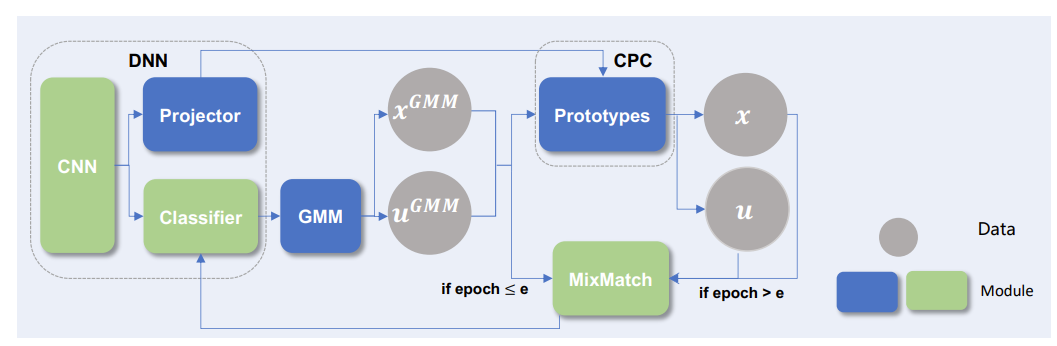 DNN
CPC
CNN
Projector
Classifier
GMM
x^{GMM}
u^{GMM}
Prototypes
x
u
MixMatch
if epoch ≤ e
if epoch > e
Data
Module